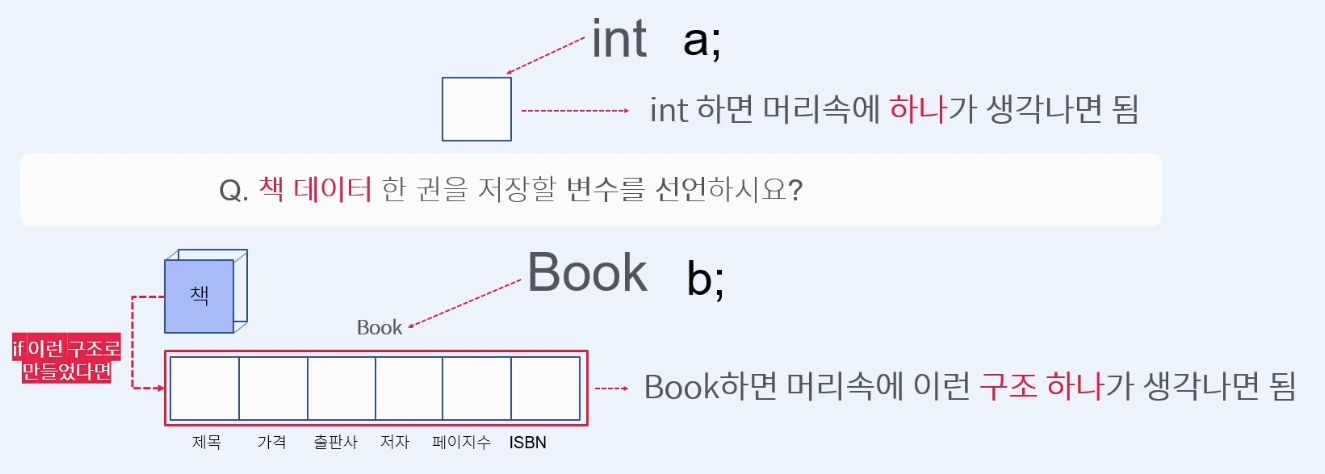 int a;
int 하면 머리속에 하나가 생각나면 됨
Q. 책 데이터 한 권을 저장할 변수를 선언하시요?
Book b;
책
Book
if 이런 구조로
만들었다면
Book하면 머리속에 이런 구조 하나가 생각나면 됨
제목 가격 출판사 저자 페이지수 ISBN